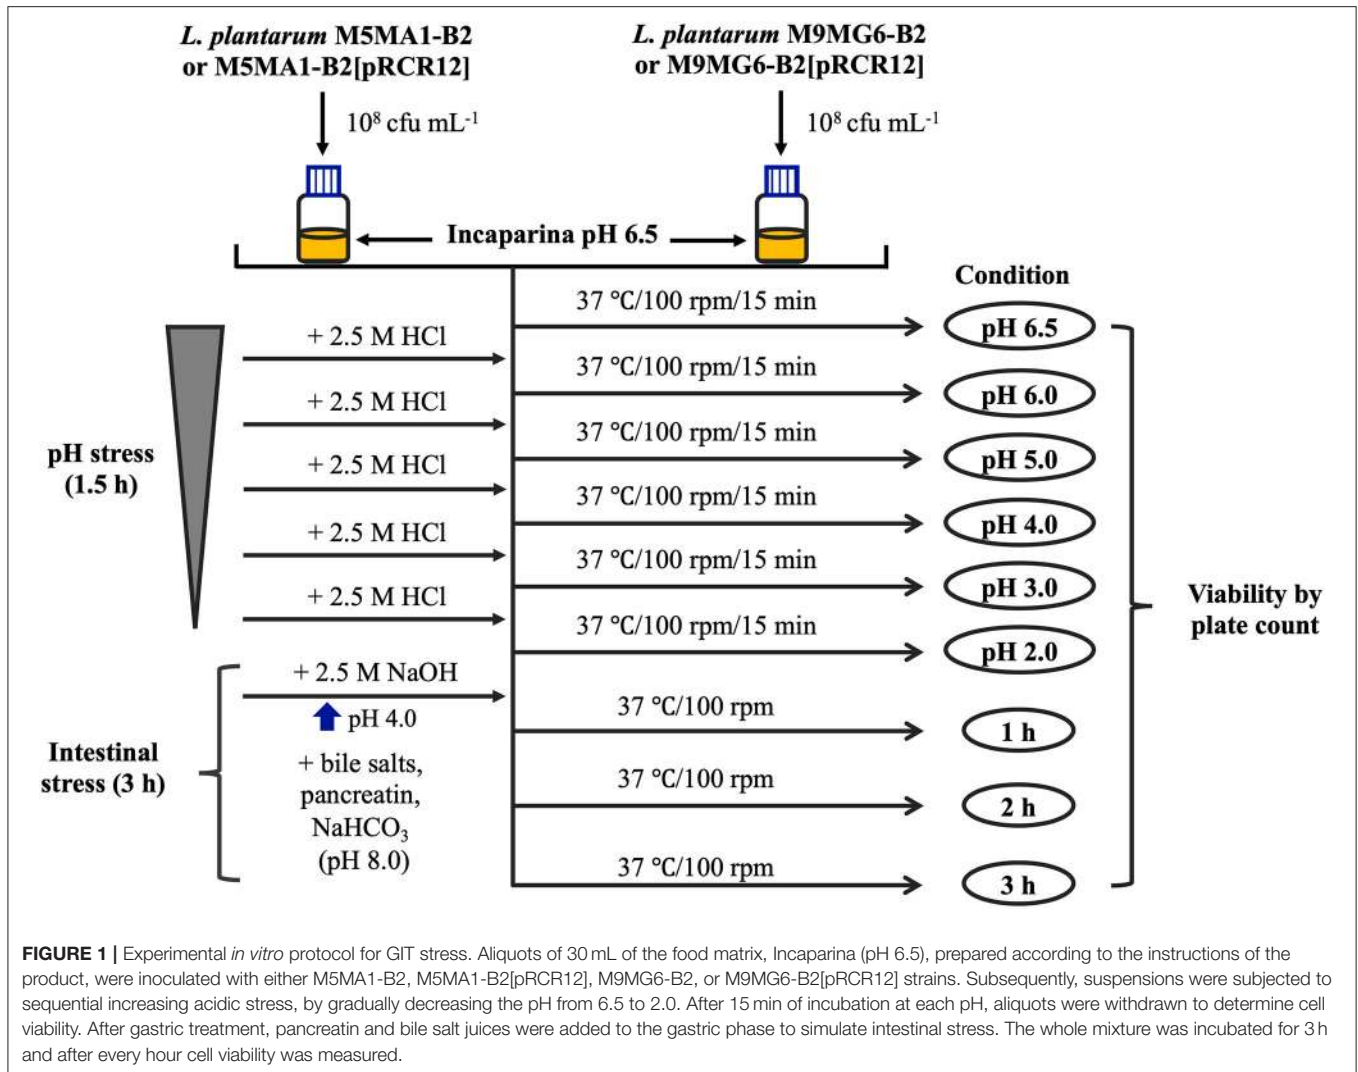 L. plantarum M5MA1-B2
or M5MA1-B2[pRCR12]
L. plantarum M9MG6-B2
or M9MG6-B2[pRCR12]
10⁸ cfu mL⁻¹
10⁸ cfu mL⁻¹
Incaparina pH 6.5
Condition
37 °C/100 rpm/15 min
pH 6.5
+ 2.5 M HCl
37 °C/100 rpm/15 min
pH 6.0
+ 2.5 M HCl
37 °C/100 rpm/15 min
pH 5.0
pH stress
(1.5 h)
+ 2.5 M HCl
37 °C/100 rpm/15 min
pH 4.0
+ 2.5 M HCl
37 °C/100 rpm/15 min
pH 3.0
+ 2.5 M HCl
37 °C/100 rpm/15 min
pH 2.0
Viability by
plate count
+ 2.5 M NaOH
pH 4.0
37 °C/100 rpm
1 h
Intestinal
stress (3 h)
+ bile salts,
pancreatin,
NaHCO₃
(pH 8.0)
37 °C/100 rpm
2 h
37 °C/100 rpm
3 h
FIGURE 1 | Experimental in vitro protocol for GIT stress. Aliquots of 30 mL of the food matrix, Incaparina (pH 6.5), prepared according to the instructions of the
product, were inoculated with either M5MA1-B2, M5MA1-B2[pRCR12], M9MG6-B2, or M9MG6-B2[pRCR12] strains. Subsequently, suspensions were subjected to
sequential increasing acidic stress, by gradually decreasing the pH from 6.5 to 2.0. After 15 min of incubation at each pH, aliquots were withdrawn to determine cell
viability. After gastric treatment, pancreatin and bile salt juices were added to the gastric phase to simulate intestinal stress. The whole mixture was incubated for 3 h
and after every hour cell viability was measured.